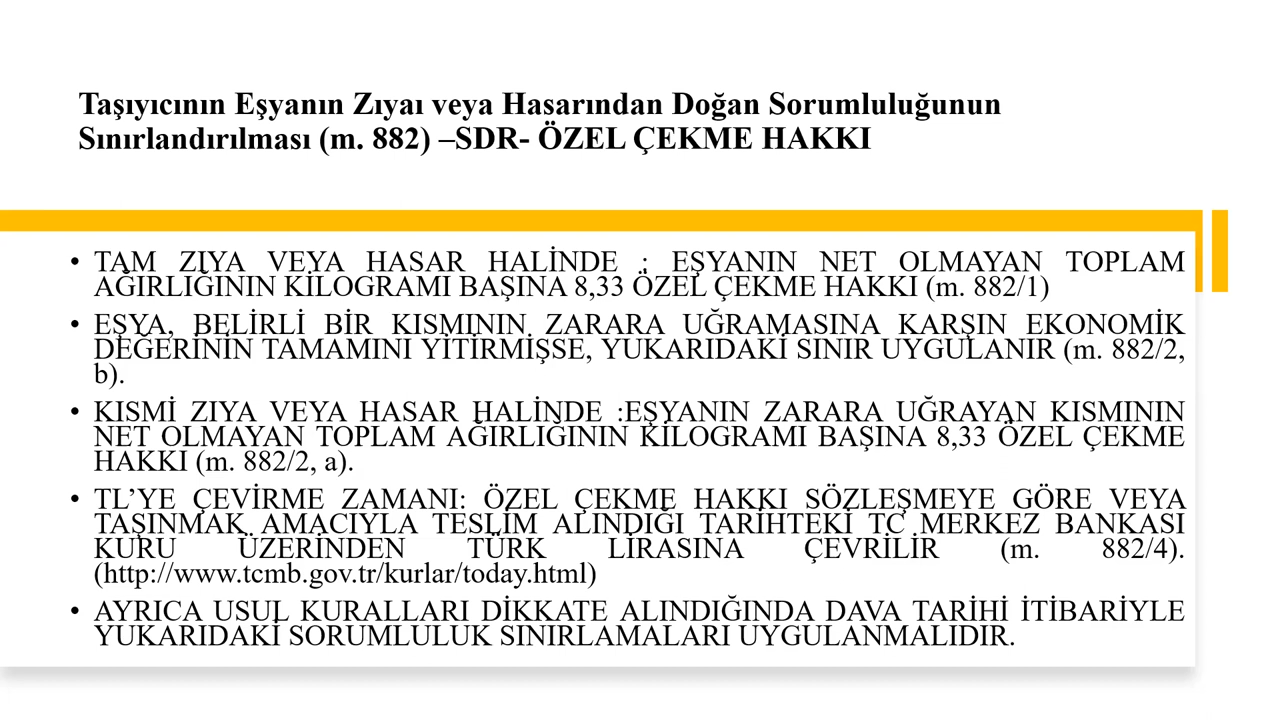 Taşıyıcının Eşyanın Zıyaı veya Hasarından Doğan Sorumluluğunun
Sınırlandırılması (m. 882) –SDR- ÖZEL ÇEKME HAKKI
• TAM ZIYA VEYA HASAR HALİNDE : EŞYANIN NET OLMAYAN TOPLAM
AĞIRLIĞININ KİLOGRAMI BAŞINA 8,33 ÖZEL ÇEKME HAKKI (m. 882/1)
• EŞYA, BELİRLİ BİR KISMININ ZARARA UĞRAMASINA KARŞIN EKONOMİK
DEĞERİNİN TAMAMINI YİTİRMİŞSE, YUKARIDAKİ SINIR UYGULANIR (m. 882/2,
b).
• KISMİ ZIYA VEYA HASAR HALİNDE :EŞYANIN ZARARA UĞRAYAN KISMININ
NET OLMAYAN TOPLAM AĞIRLIĞININ KİLOGRAMI BAŞINA 8,33 ÖZEL ÇEKME
HAKKI (m. 882/2, a).
• TL’YE ÇEVİRME ZAMANI: ÖZEL ÇEKME HAKKI SÖZLEŞMEYE GÖRE VEYA
TAŞINMAK AMACIYLA TESLİM ALINDIĞI TARİHTEKİ TC MERKEZ BANKASI
KURU ÜZERİNDEN TÜRK LİRASINA ÇEVRİLİR (m. 882/4).
(http://www.tcmb.gov.tr/kurlar/today.html)
• AYRICA USUL KURALLARI DİKKATE ALINDIĞINDA DAVA TARİHİ İTİBARİYLE
YUKARIDAKİ SORUMLULUK SINIRLAMALARI UYGULANMALIDIR.